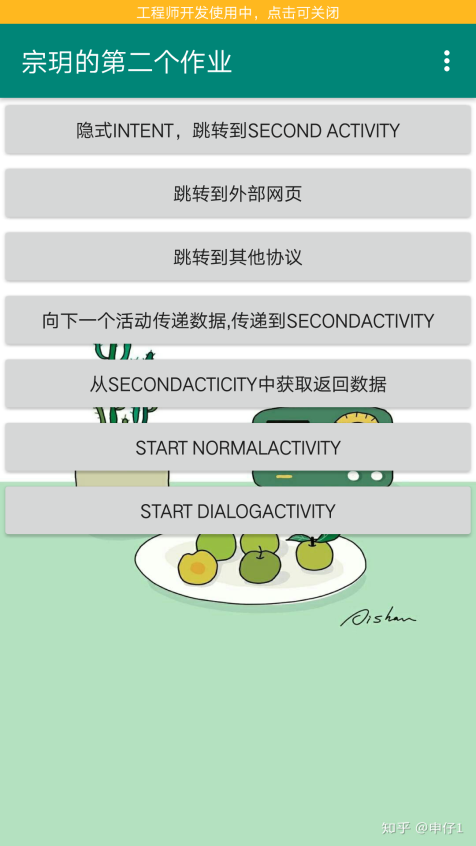 工程师开发使用中，点击可关闭
宗玥的第二个作业
隐式INTENT，跳转到SECOND ACTIVITY
跳转到外部网页
跳转到其他协议
向下一个活动传递数据,传递到SECONDACTIVITY
从SECONDACTICITY中获取返回数据
START NORMALACTIVITY
START DIALOGACTIVITY
Aishan
知乎 @申仔1